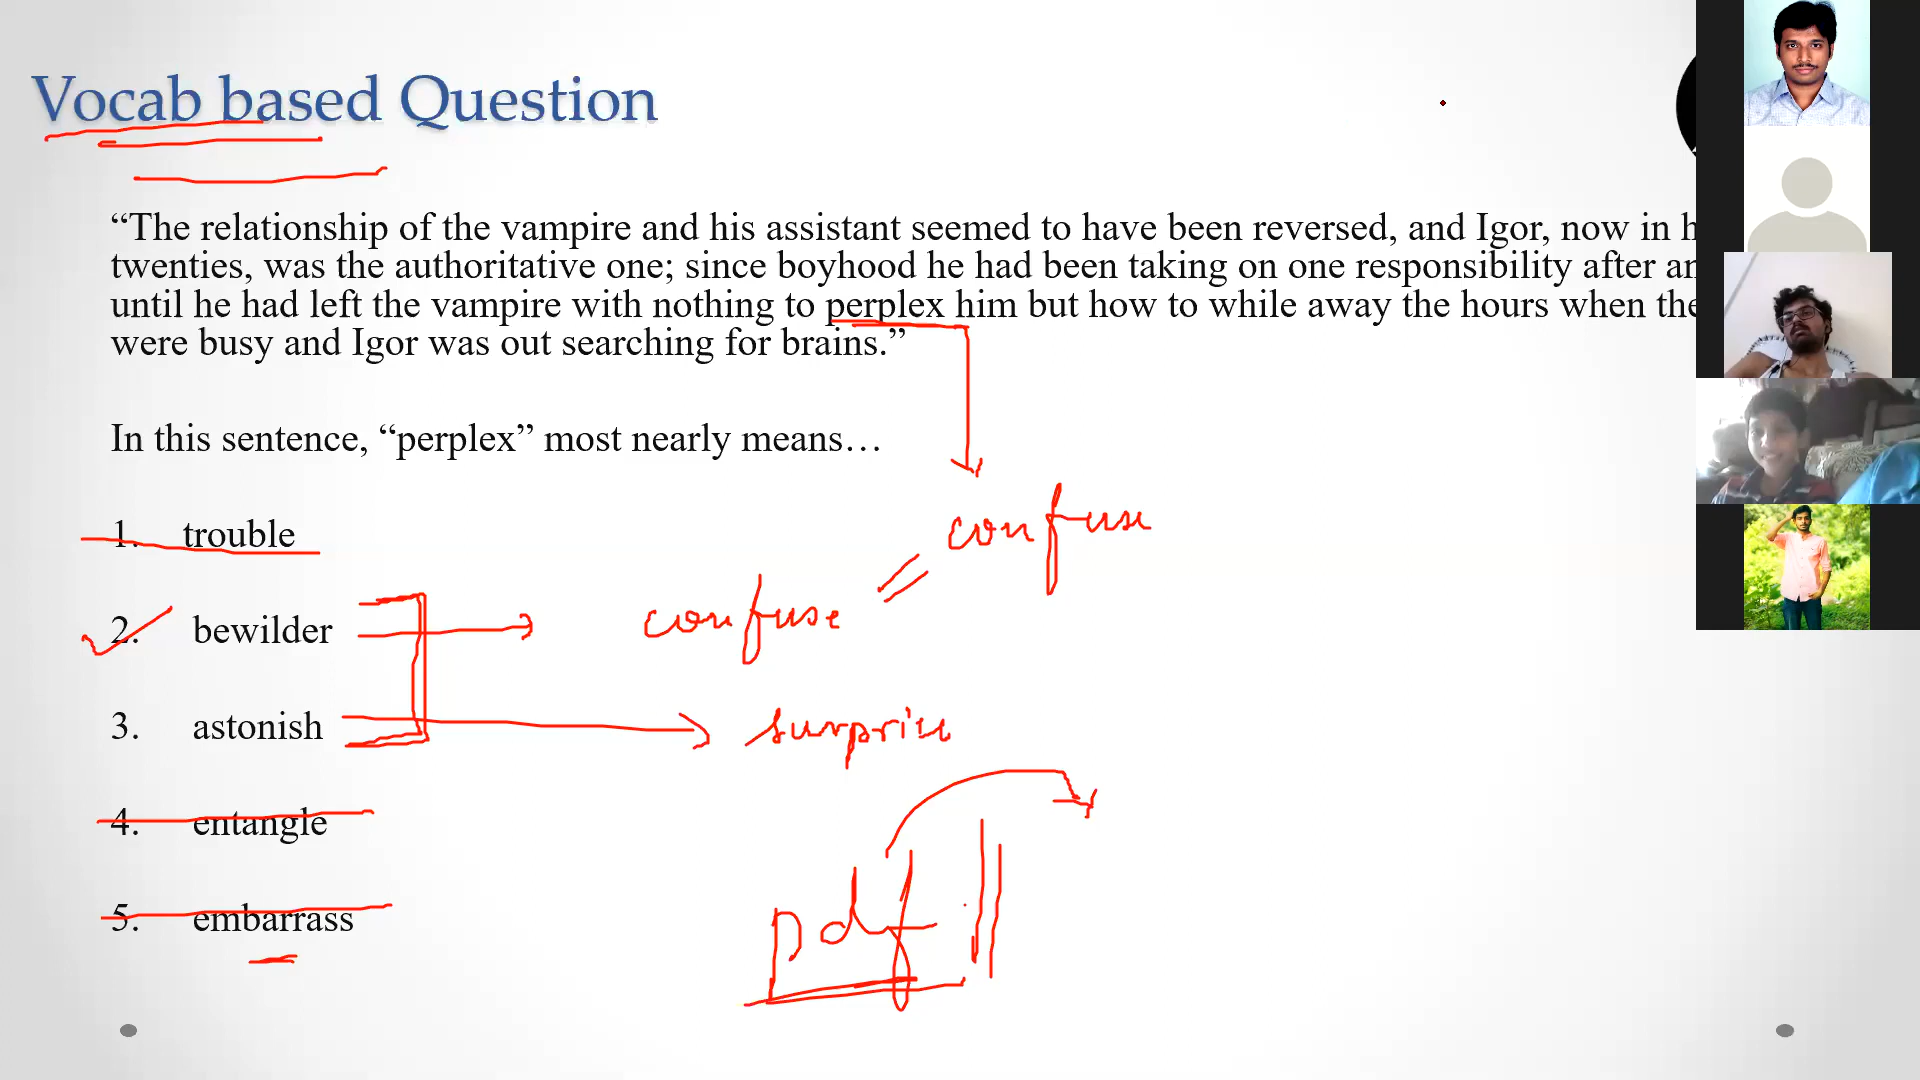 Vocab based Question
“The relationship of the vampire and his assistant seemed to have been reversed, and Igor, now in h
twenties, was the authoritative one; since boyhood he had been taking on one responsibility after an
until he had left the vampire with nothing to perplex him but how to while away the hours when the
were busy and Igor was out searching for brains.”
In this sentence, “perplex” most nearly means…
1. trouble
confuse
2. bewilder
confuse
3. astonish
surprise
4. entangle
5. embarrass
pdf